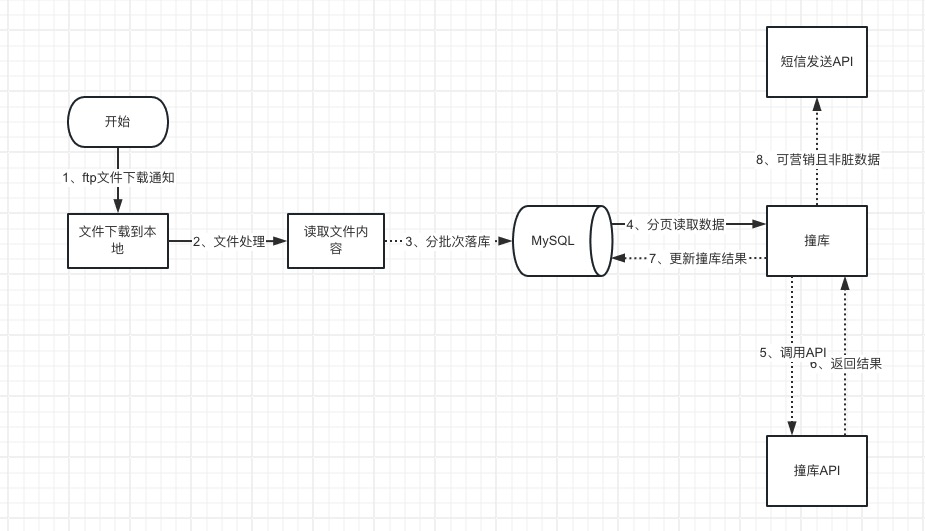 短信发送API
开始
8、可营销且非脏数据
1、ftp文件下载通知
文件下载到本
地
2、文件处理
读取文件内
容
3、分批次落库
MySQL
4、分页读取数据
7、更新撞库结果
撞库
5、调用API
6、返回结果
撞库API